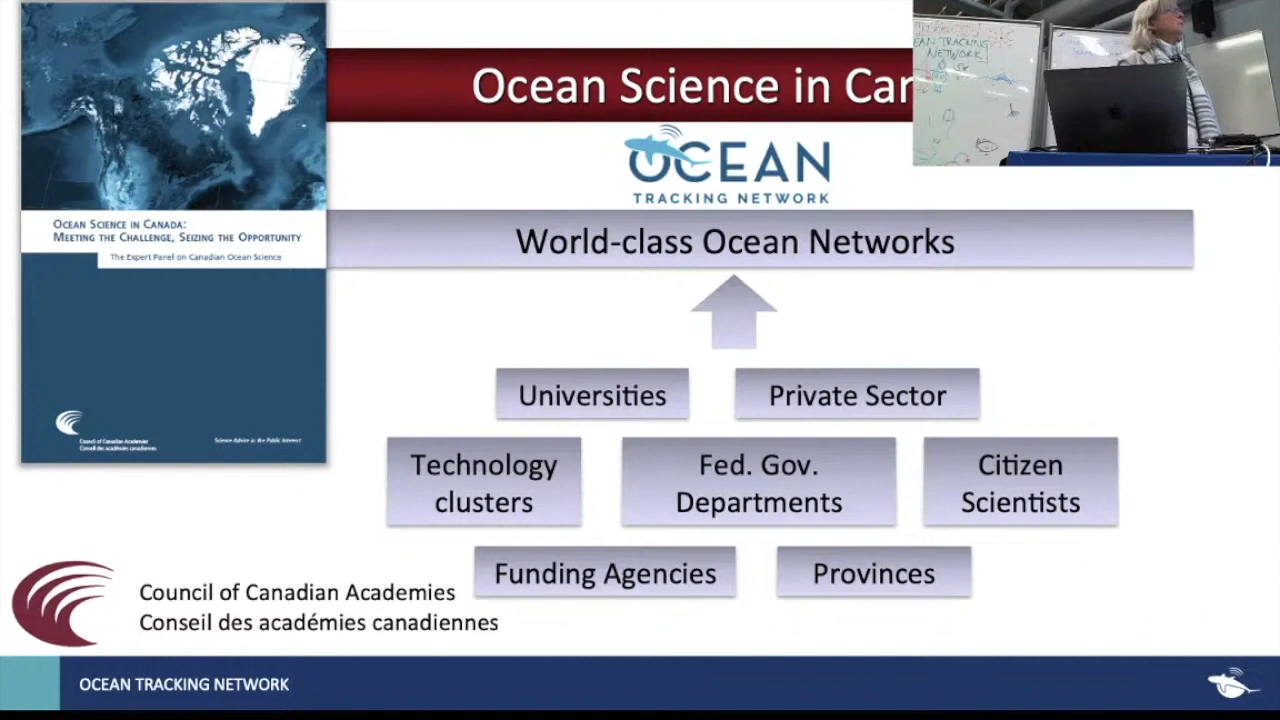 Ocean Science in Car
OCEAN
TRACKING NETWORK
OCEAN SCIENCE IN CANADA:
MEETING THE CHALLENGE, SEIZING THE OPPORTUNITY
The Expert Panel on Canadian Ocean Science
Council of Canadian Academies
Conseil des académies canadiennes
Science Advice in the Public Interest
World-class Ocean Networks
Universities
Private Sector
Technology
clusters
Fed. Gov.
Departments
Citizen
Scientists
Funding Agencies
Provinces
Council of Canadian Academies
Conseil des académies canadiennes
OCEAN TRACKING NETWORK
EAN TRACKING
NETWORK